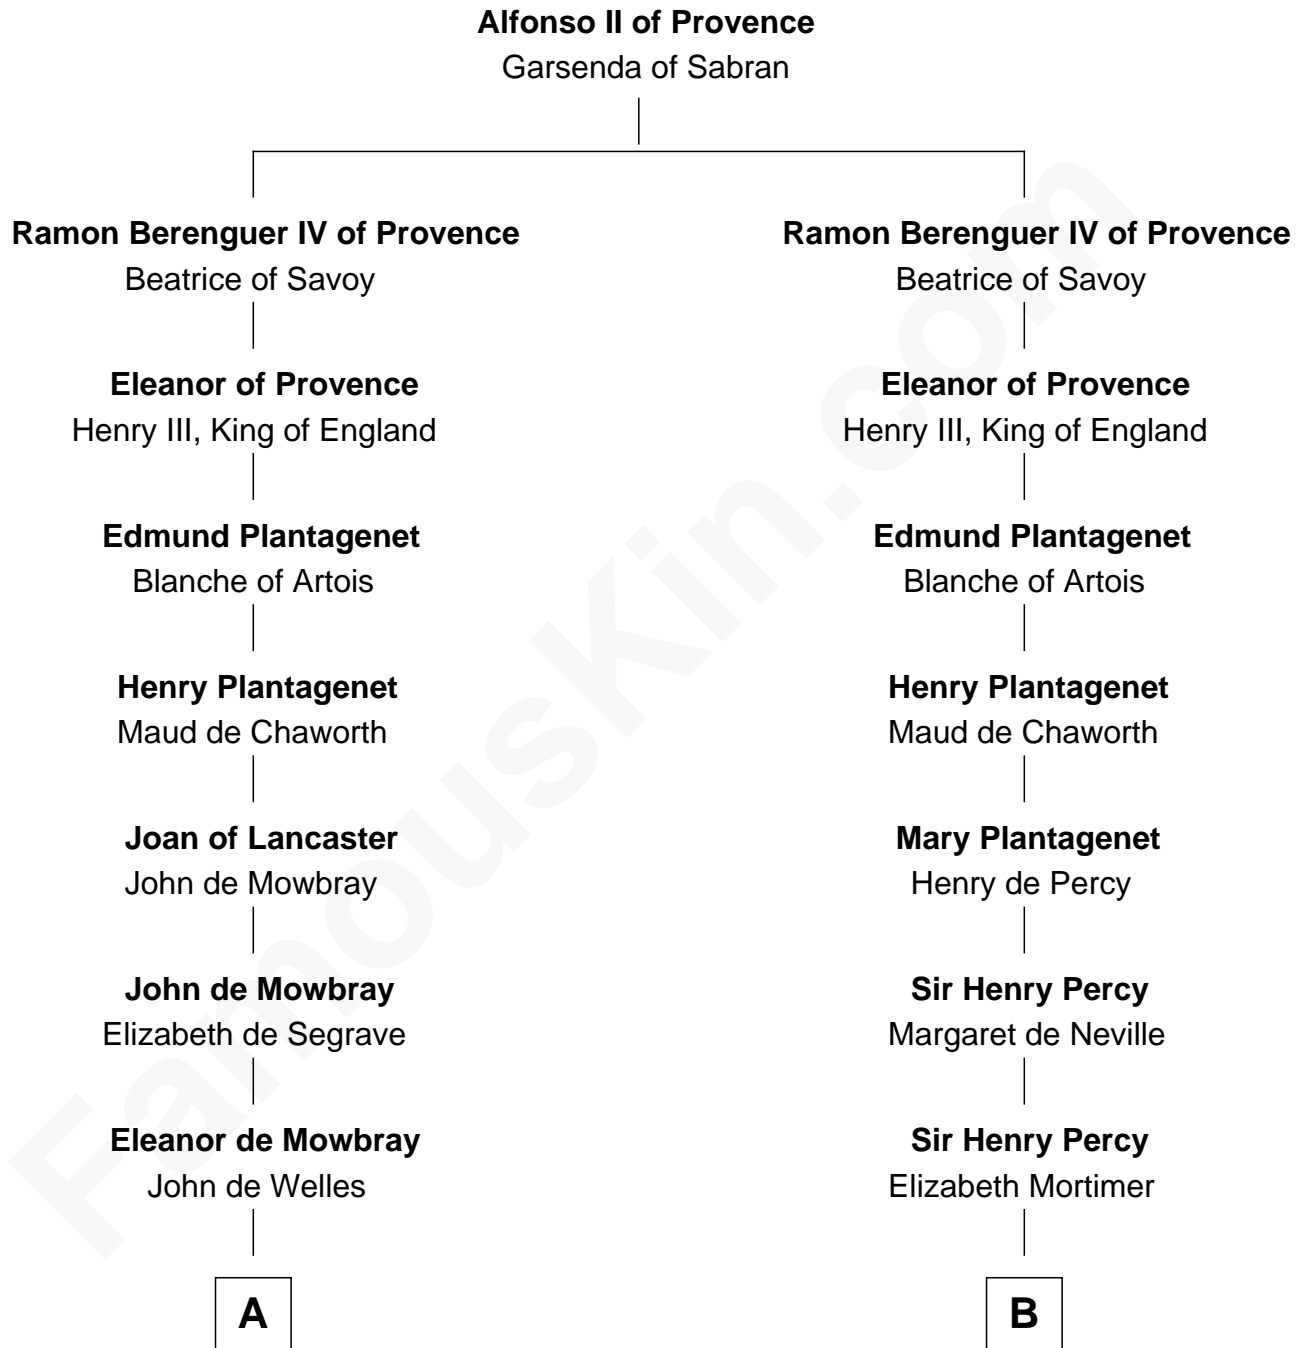 Alfonso II of Provence
Garsenda of Sabran
Ramon Berenguer IV of Provence
Beatrice of Savoy
Eleanor of Provence
Henry III, King of England
Edmund Plantagenet
Blanche of Artois
Henry Plantagenet
Maud de Chaworth
Joan of Lancaster
John de Mowbray
John de Mowbray
Elizabeth de Segrave
Eleanor de Mowbray
John de Welles
A
Ramon Berenguer IV of Provence
Beatrice of Savoy
Eleanor of Provence
Henry III, King of England
Edmund Plantagenet
Blanche of Artois
Henry Plantagenet
Maud de Chaworth
Mary Plantagenet
Henry de Percy
Sir Henry Percy
Margaret de Neville
Sir Henry Percy
Elizabeth Mortimer
B
FamousKin.com